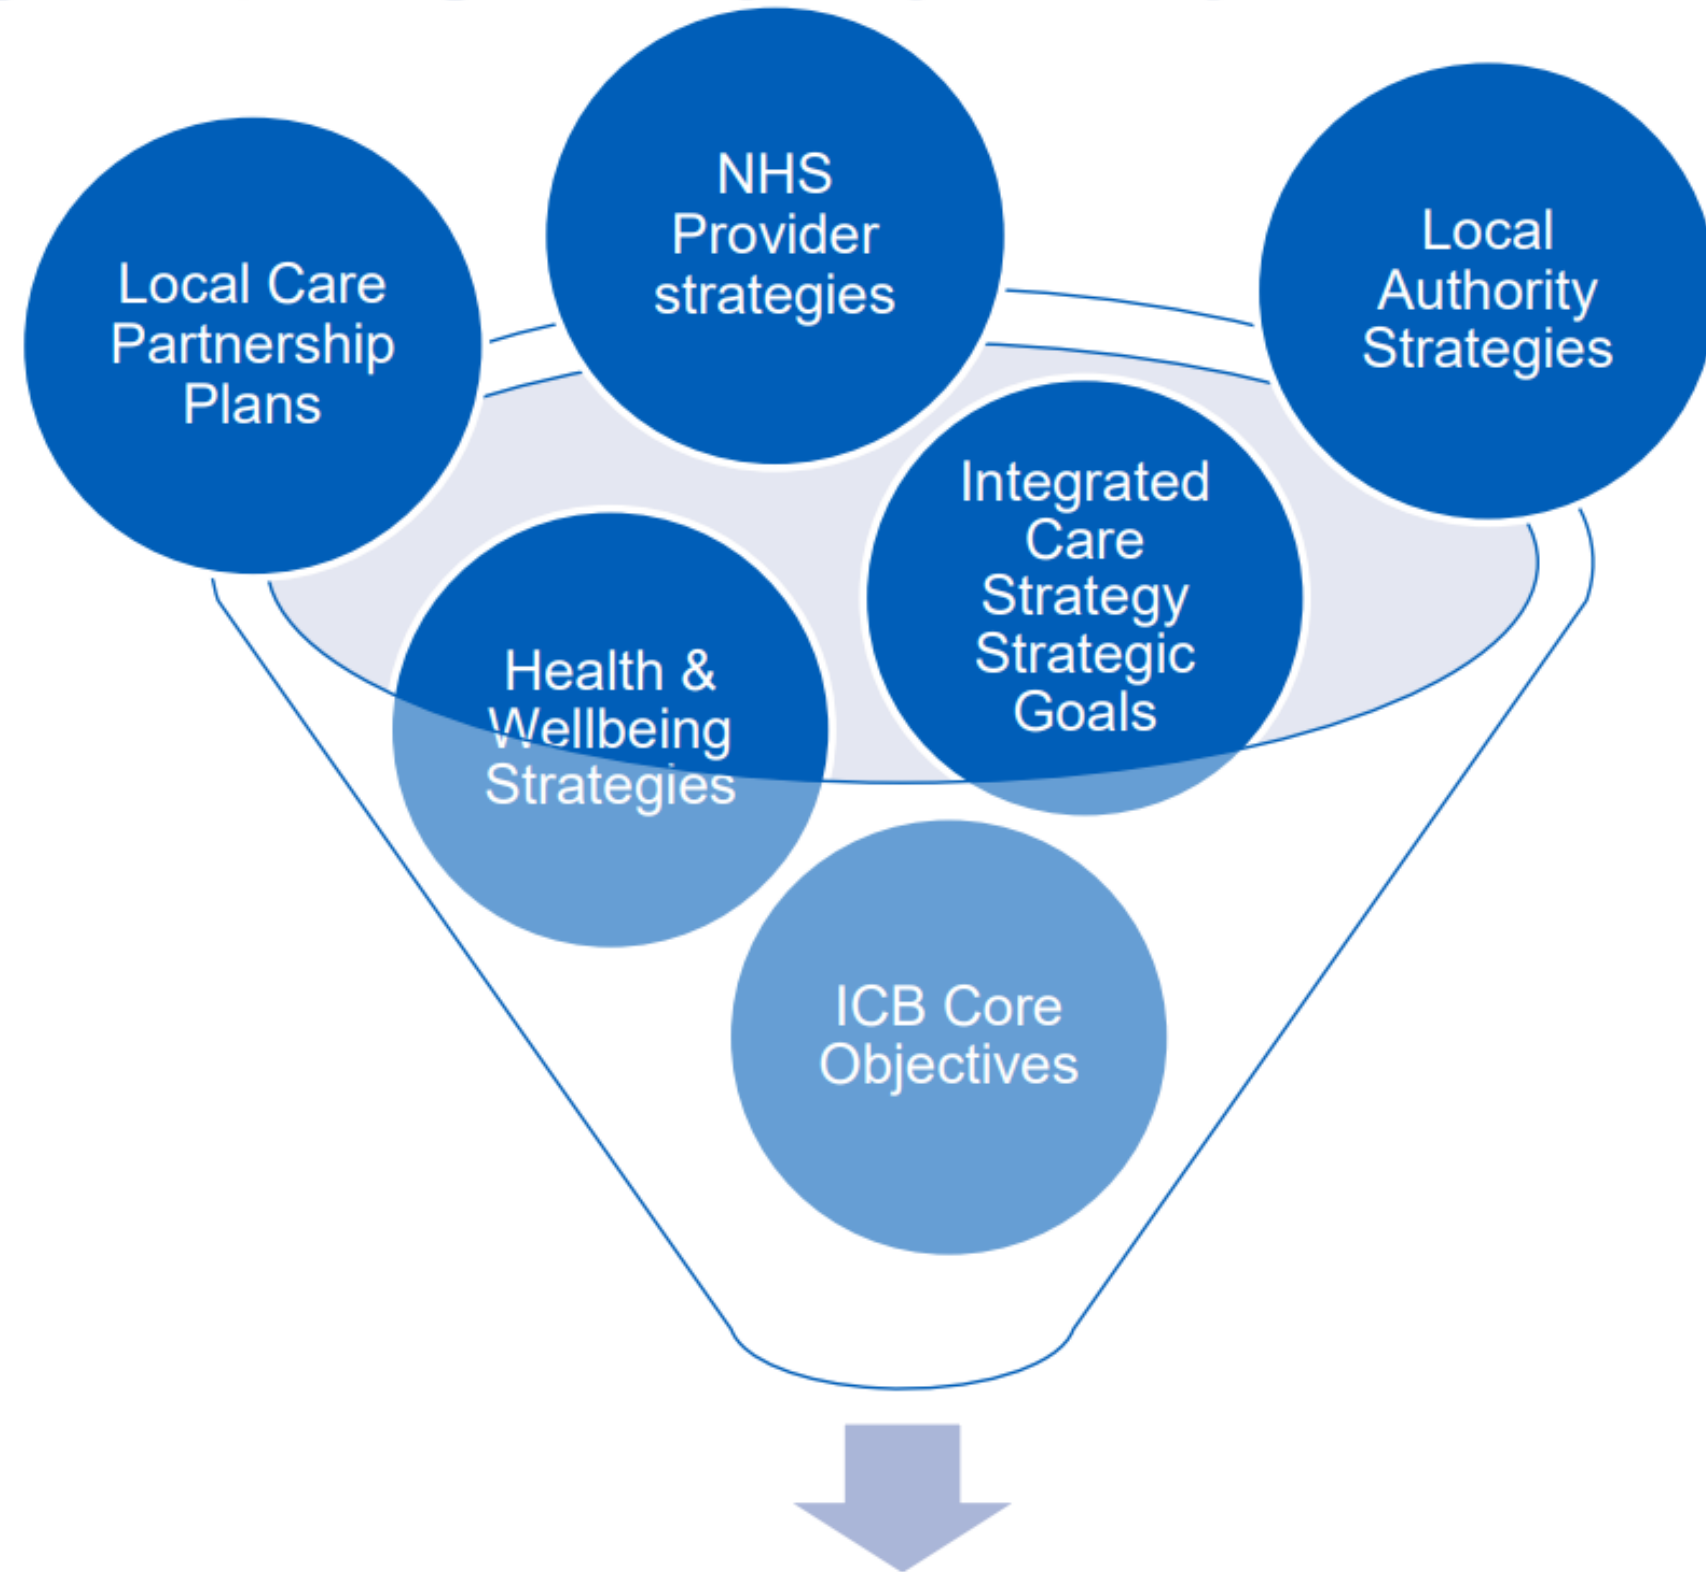 NHS
Provider
strategies
Local
Authority
Strategies
Local Care
Partnership
Plans
Integrated
Care
Strategy
Strategic
Goals
Health &
Wellbeing
Strategies
ICB Core
Objectives